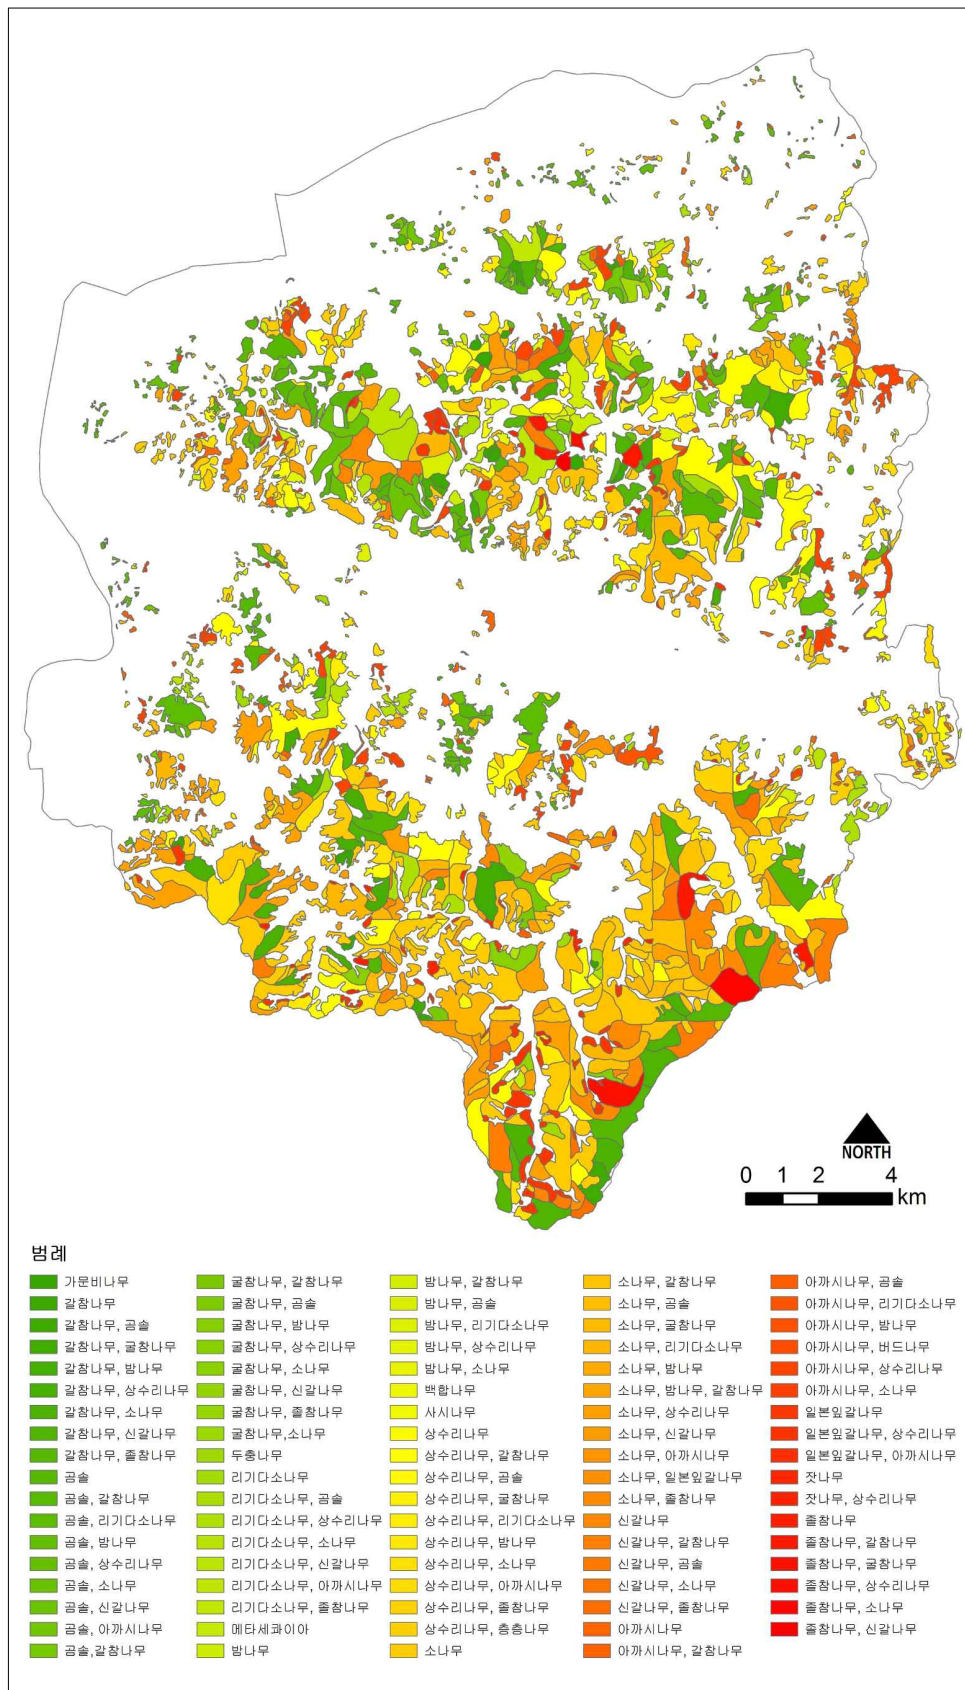 NORTH
0 1 2 4
km
범례
가문비나무
갈참나무
갈참나무, 곰솔
갈참나무, 굴참나무
갈참나무, 밤나무
갈참나무, 상수리나무
갈참나무, 소나무
갈참나무, 신갈나무
갈참나무, 졸참나무
곰솔
곰솔, 갈참나무
곰솔, 리기다소나무
곰솔, 밤나무
곰솔, 상수리나무
곰솔, 소나무
곰솔, 신갈나무
곰솔, 아까시나무
곰솔,갈참나무
굴참나무, 갈참나무
굴참나무, 곰솔
굴참나무, 밤나무
굴참나무, 상수리나무
굴참나무, 소나무
굴참나무, 신갈나무
굴참나무, 졸참나무
굴참나무,소나무
두충나무
리기다소나무
리기다소나무, 곰솔
리기다소나무, 상수리나무
리기다소나무, 소나무
리기다소나무, 신갈나무
리기다소나무, 아까시나무
리기다소나무, 졸참나무
메타세콰이아
밤나무
밤나무, 갈참나무
밤나무, 곰솔
밤나무, 리기다소나무
밤나무, 상수리나무
밤나무, 소나무
백합나무
사시나무
상수리나무
상수리나무, 갈참나무
상수리나무, 곰솔
상수리나무, 굴참나무
상수리나무, 리기다소나무
상수리나무, 밤나무
상수리나무, 소나무
상수리나무, 아까시나무
상수리나무, 졸참나무
상수리나무, 층층나무
소나무
소나무, 갈참나무
소나무, 곰솔
소나무, 굴참나무
소나무, 리기다소나무
소나무, 밤나무
소나무, 밤나무, 갈참나무
소나무, 상수리나무
소나무, 신갈나무
소나무, 아까시나무
소나무, 일본잎갈나무
소나무, 졸참나무
신갈나무
신갈나무, 갈참나무
신갈나무, 곰솔
신갈나무, 소나무
신갈나무, 졸참나무
아까시나무
아까시나무, 갈참나무
아까시나무, 곰솔
아까시나무, 리기다소나무
아까시나무, 밤나무
아까시나무, 버드나무
아까시나무, 상수리나무
아까시나무, 소나무
일본잎갈나무
일본잎갈나무, 상수리나무
일본잎갈나무, 아까시나무
잣나무
잣나무, 상수리나무
졸참나무
졸참나무, 갈참나무
졸참나무, 굴참나무
졸참나무, 상수리나무
졸참나무, 소나무
졸참나무, 신갈나무